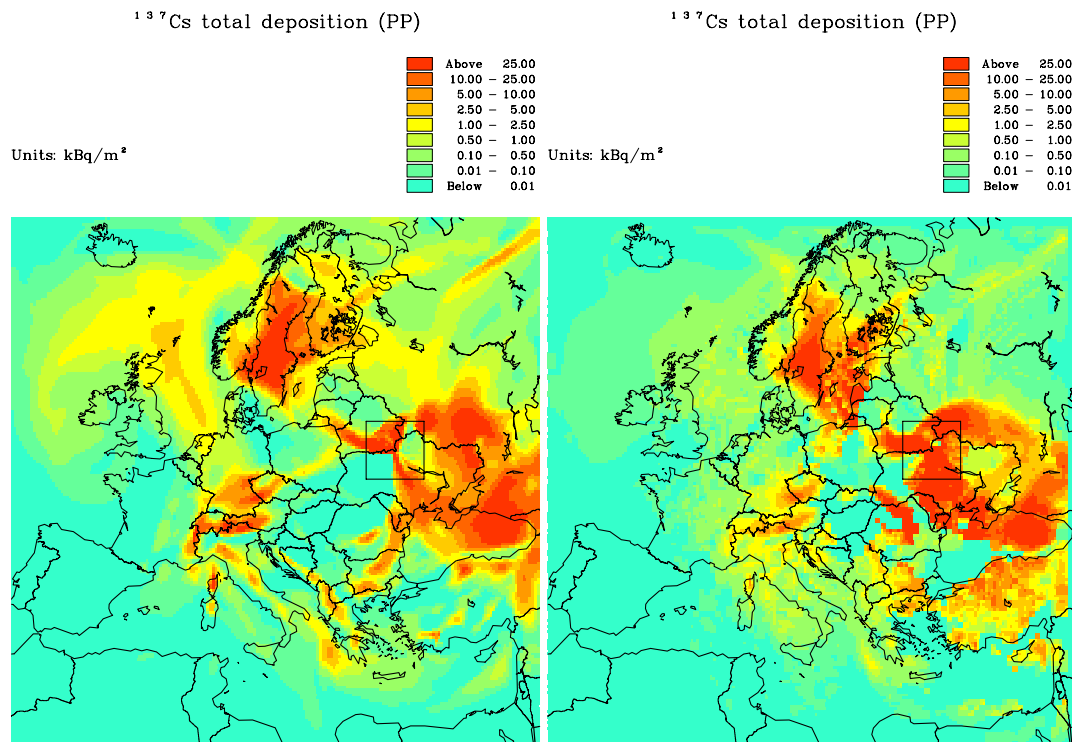 ¹³⁷Cs total deposition (PP)
Above 25.00
10.00 – 25.00
5.00 – 10.00
2.50 – 5.00
1.00 – 2.50
0.50 – 1.00
0.10 – 0.50
0.01 – 0.10
Below 0.01
Units: kBq/m²
¹³⁷Cs total deposition (PP)
Above 25.00
10.00 – 25.00
5.00 – 10.00
2.50 – 5.00
1.00 – 2.50
0.50 – 1.00
0.10 – 0.50
0.01 – 0.10
Below 0.01
Units: kBq/m²